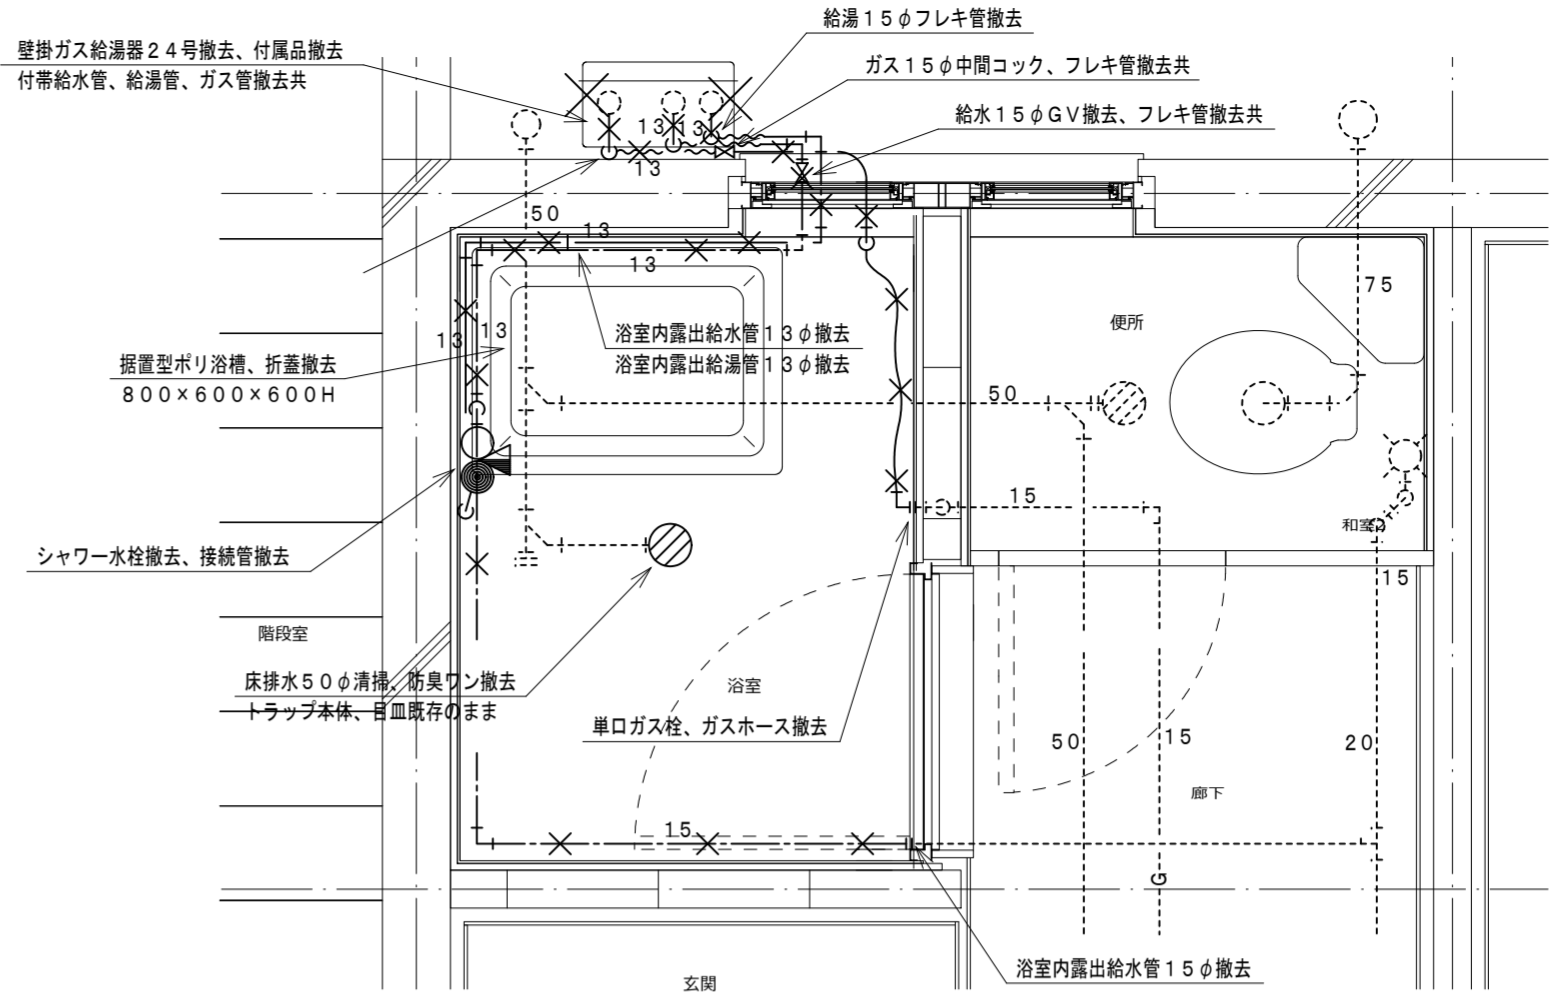 給湯１５φフレキ管撤去
壁掛ガス給湯器２４号撤去、付属品撤去
付帯給水管、給湯管、ガス管撤去共
ガス１５φ中間コック、フレキ管撤去共
給水１５φＧＶ撤去、フレキ管撤去共
13
13
13
50
13
13
75
便所
13
13
浴室内露出給水管１３φ撤去
浴室内露出給湯管１３φ撤去
据置型ポリ浴槽、折蓋撤去
８００×６００×６００Ｈ
50
15
和室2
シャワー水栓撤去、接続管撤去
15
階段室
床排水５０φ清掃、防臭ワン撤去
トラップ本体、目皿既存のまま
浴室
単口ガス栓、ガスホース撤去
50
15
20
廊下
15
G
浴室内露出給水管１５φ撤去
玄関